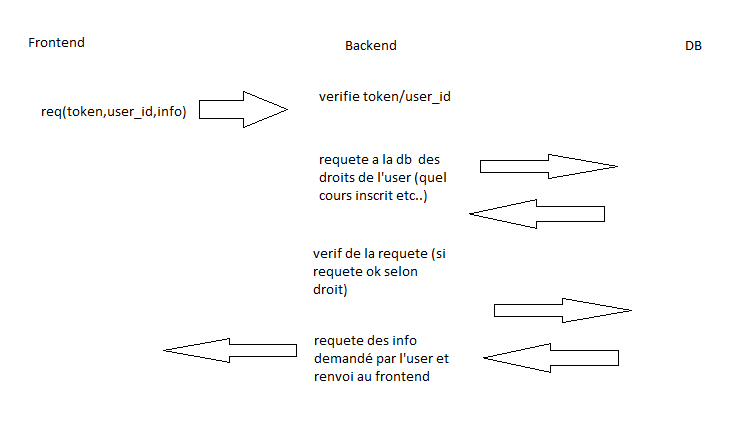 Frontend
Backend
DB
req(token,user_id,info)
verifie token/user_id
requete a la db des
droits de l'user (quel
cours inscrit etc..)
verif de la requete (si
requete ok selon
droit)
requete des info
demandé par l'user et
renvoi au frontend